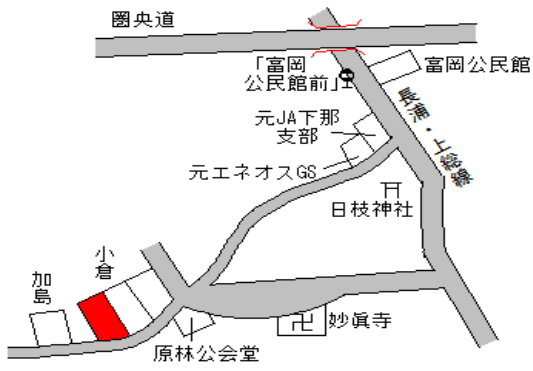 圏央道
「富岡
公民館前」
富岡公民館
長浦・上総線
元JA下那
支部
元エネオスGS
日枝神社
小倉
加島
卍 妙眞寺
原林公会堂